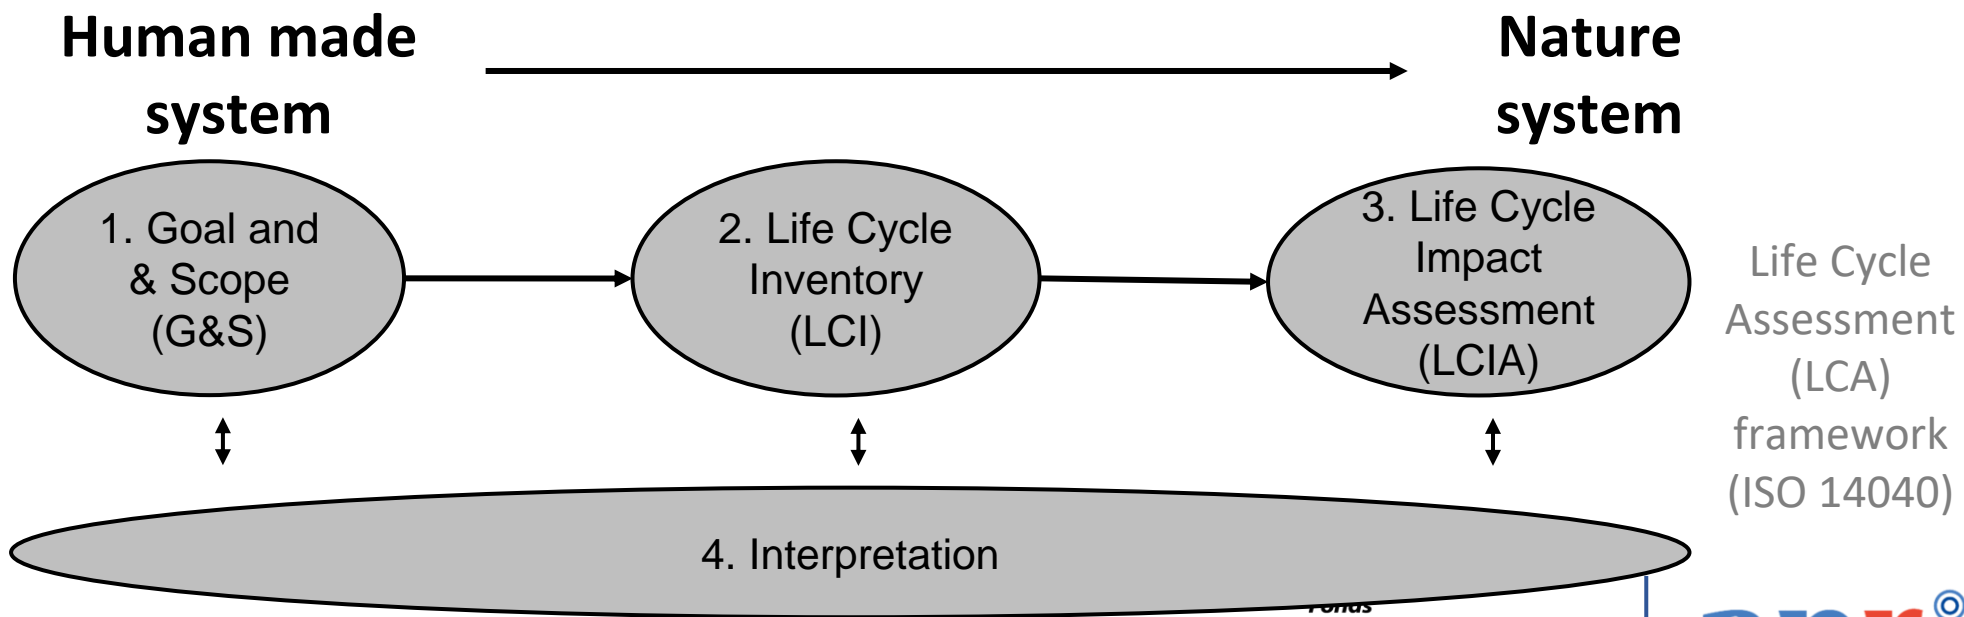 Human made
system
Nature
system
1. Goal and
& Scope
(G&S)
2. Life Cycle
Inventory
(LCI)
3. Life Cycle
Impact
Assessment
(LCIA)
Life Cycle
Assessment
(LCA)
framework
(ISO 14040)
4. Interpretation